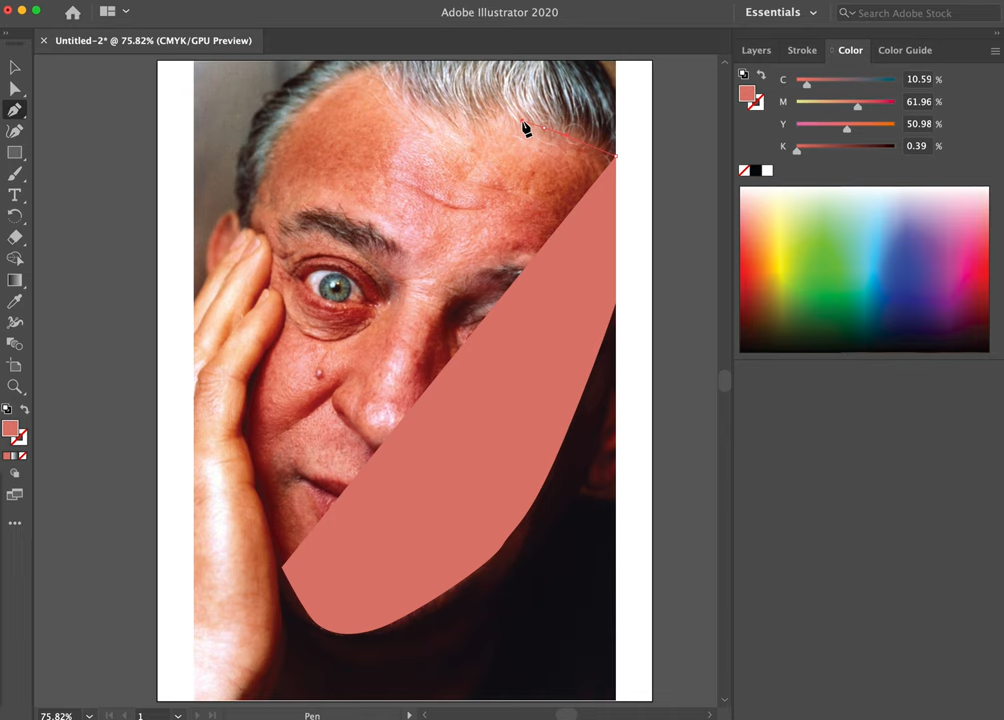 Adobe Illustrator 2020
Essentials
Search Adobe Stock
Untitled-2* @ 75.82% (CMYK/GPU Preview)
Layers Stroke Color Color Guide
C 10.59 %
M 61.96 %
Y 50.98 %
K 0.39 %
T
75.82% 1 Pen